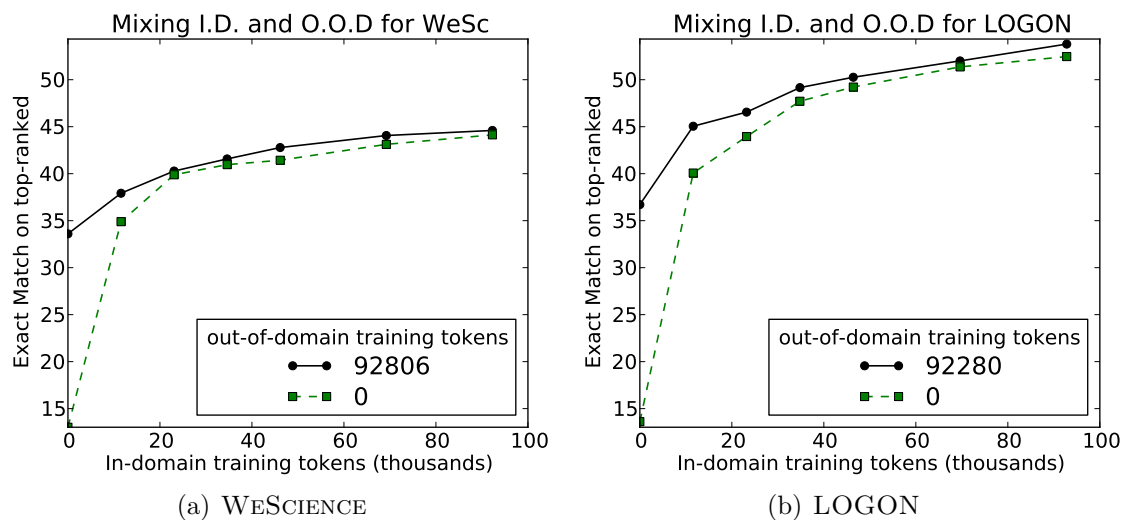 Mixing I.D. and O.O.D for WeSc
Exact Match on top-ranked
50
45
40
35
30
25
20
15
out-of-domain training tokens
92806
0
0 20 40 60 80 100
In-domain training tokens (thousands)
(a) WESCIENCE
Mixing I.D. and O.O.D for LOGON
Exact Match on top-ranked
50
45
40
35
30
25
20
15
out-of-domain training tokens
92280
0
0 20 40 60 80 100
In-domain training tokens (thousands)
(b) LOGON